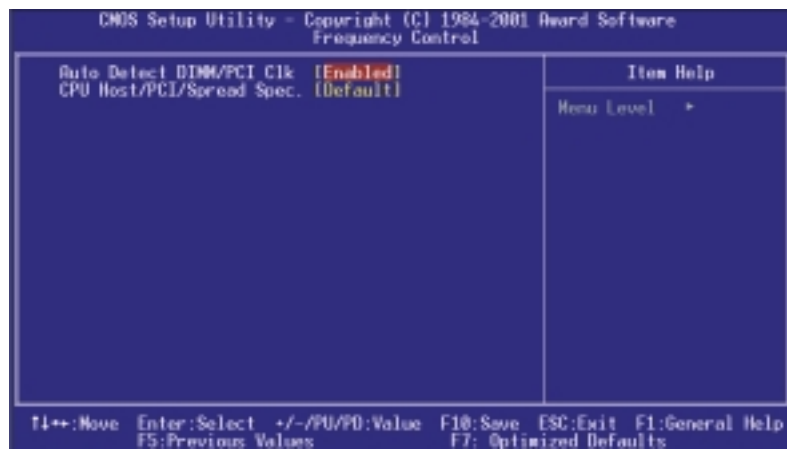 CMOS Setup Utility - Copyright (C) 1984-2001 Award Software
Frequency Control
Auto Detect DIMM/PCI Clk [Enabled]
CPU Host/PCI/Spread Spec. [Default]
Item Help
Menu Level ►
↑↓→←:Move Enter:Select +/-/PU/PD:Value F10:Save ESC:Exit F1:General Help
F5:Previous Values F7: Optimized Defaults